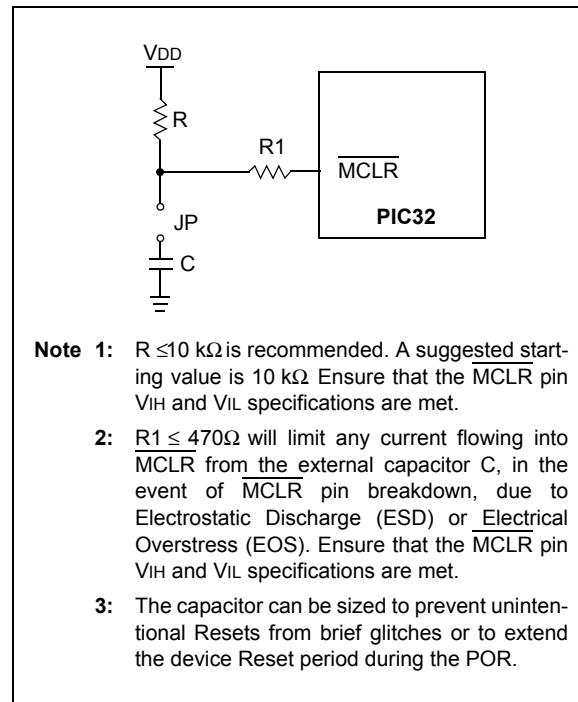 VDD
R
R1
MCLR
JP
PIC32
C
Note 1: R ≤10 kΩ is recommended. A suggested start-
ing value is 10 kΩ Ensure that the MCLR pin
VIH and VIL specifications are met.
2: R1 ≤ 470Ω will limit any current flowing into
MCLR from the external capacitor C, in the
event of MCLR pin breakdown, due to
Electrostatic Discharge (ESD) or Electrical
Overstress (EOS). Ensure that the MCLR pin
VIH and VIL specifications are met.
3: The capacitor can be sized to prevent uninten-
tional Resets from brief glitches or to extend
the device Reset period during the POR.